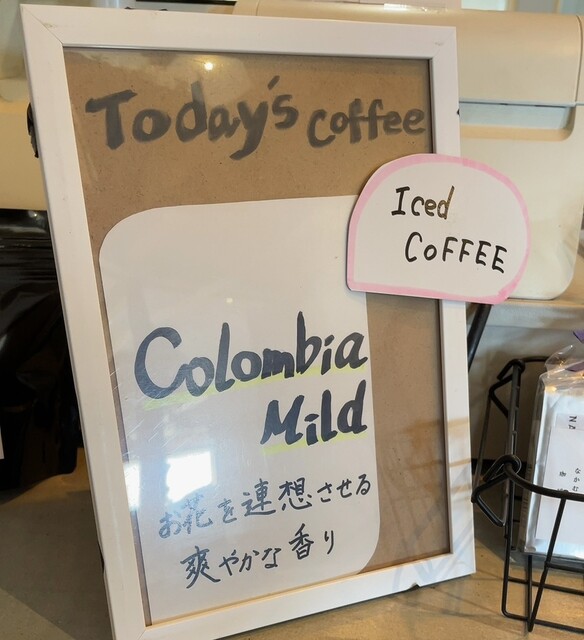 Today's Coffee
Iced
COFFEE
Colombia
Mild
お花を連想させる
爽やかな香り